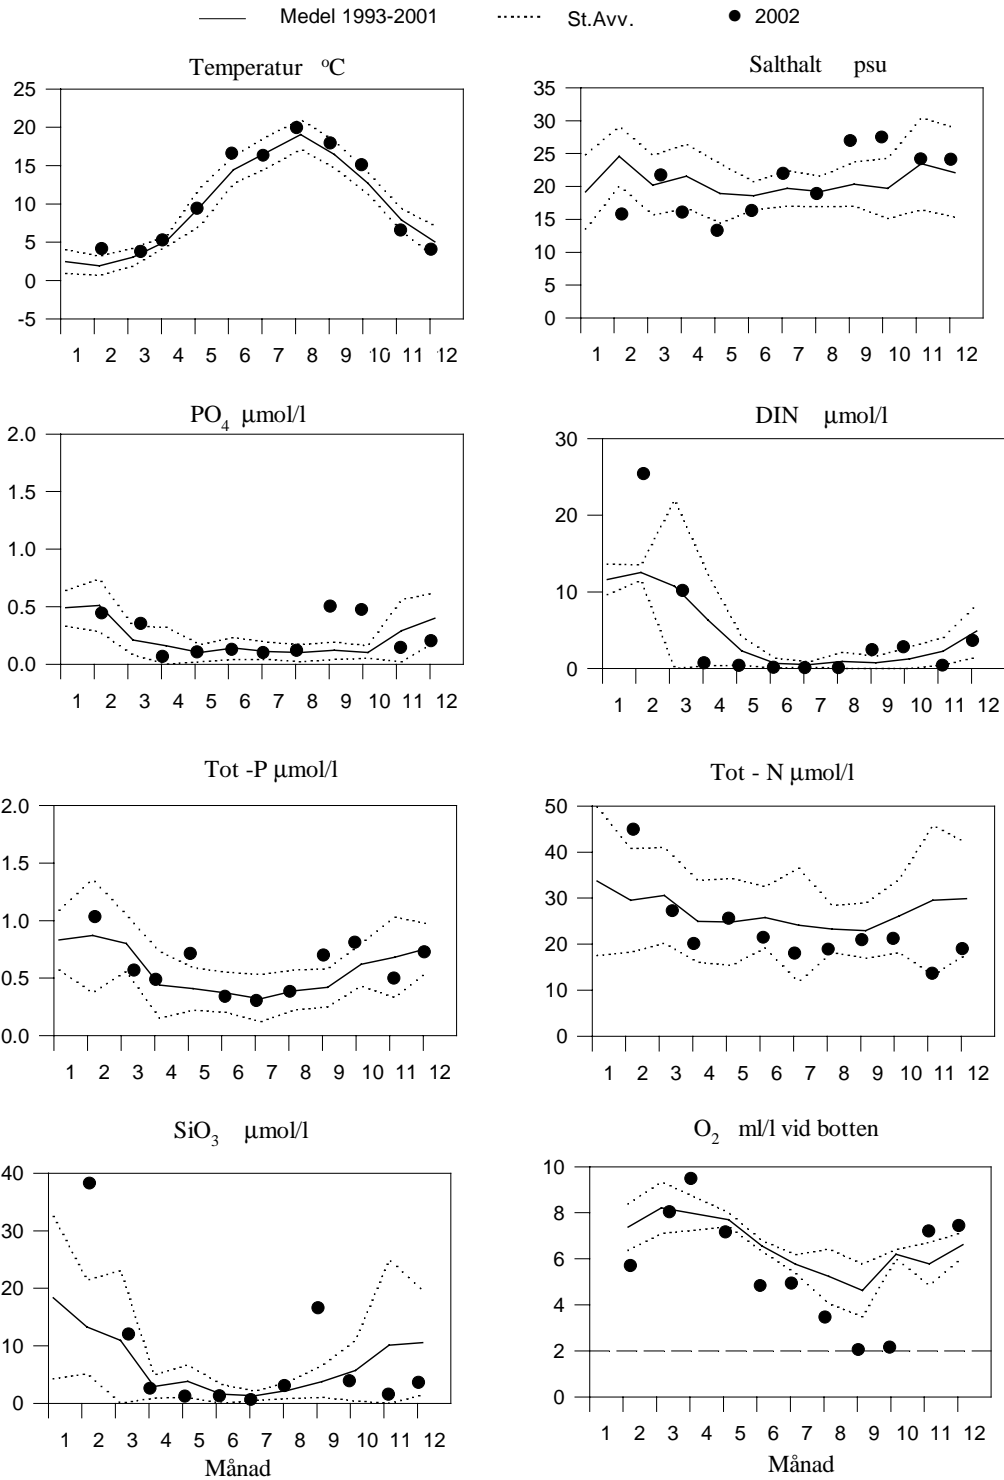 Medel 1993-2001 St.Avv. 2002
Temperatur °C
25
20
15
10
5
0
-5
1 2 3 4 5 6 7 8 9 10 11 12
Salthalt psu
35
30
25
20
15
10
5
0
1 2 3 4 5 6 7 8 9 10 11 12
PO4 µmol/l
2.0
1.5
1.0
0.5
0.0
1 2 3 4 5 6 7 8 9 10 11 12
DIN µmol/l
30
20
10
0
1 2 3 4 5 6 7 8 9 10 11 12
Tot -P µmol/l
2.0
1.5
1.0
0.5
0.0
1 2 3 4 5 6 7 8 9 10 11 12
Tot - N µmol/l
50
40
30
20
10
0
1 2 3 4 5 6 7 8 9 10 11 12
SiO3 µmol/l
40
30
20
10
0
1 2 3 4 5 6 7 8 9 10 11 12
Månad
O2 ml/l vid botten
10
8
6
4
2
0
1 2 3 4 5 6 7 8 9 10 11 12
Månad